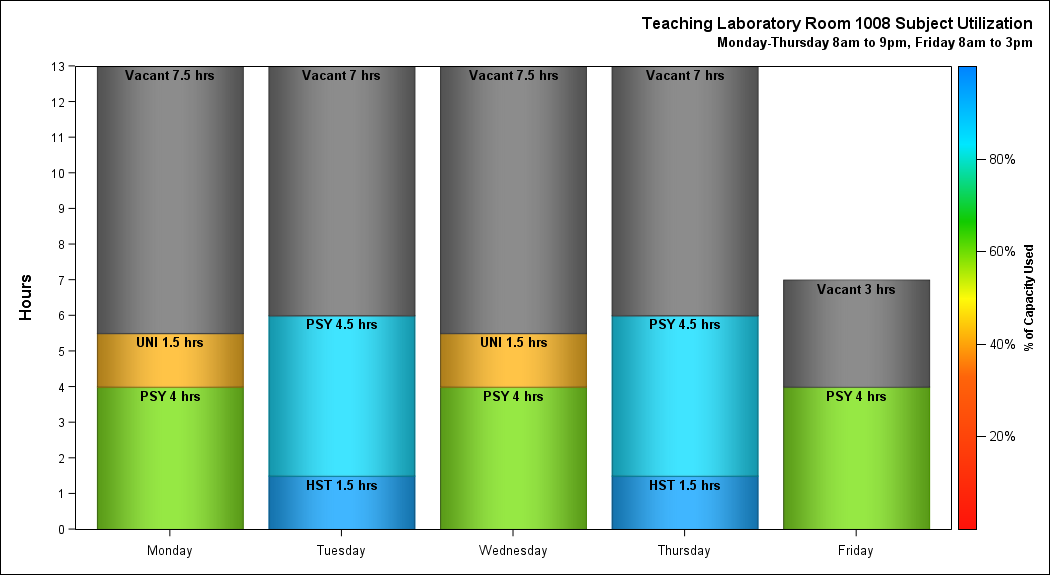 Teaching Laboratory Room 1008 Subject Utilization
Monday-Thursday 8am to 9pm, Friday 8am to 3pm
Hours
13
12
11
10
9
8
7
6
5
4
3
2
1
0
Vacant 7.5 hrs
UNI 1.5 hrs
PSY 4 hrs
Vacant 7 hrs
PSY 4.5 hrs
HST 1.5 hrs
Vacant 7.5 hrs
UNI 1.5 hrs
PSY 4 hrs
Vacant 7 hrs
PSY 4.5 hrs
HST 1.5 hrs
Vacant 3 hrs
PSY 4 hrs
Monday
Tuesday
Wednesday
Thursday
Friday
80%
60%
40%
20%
% of Capacity Used